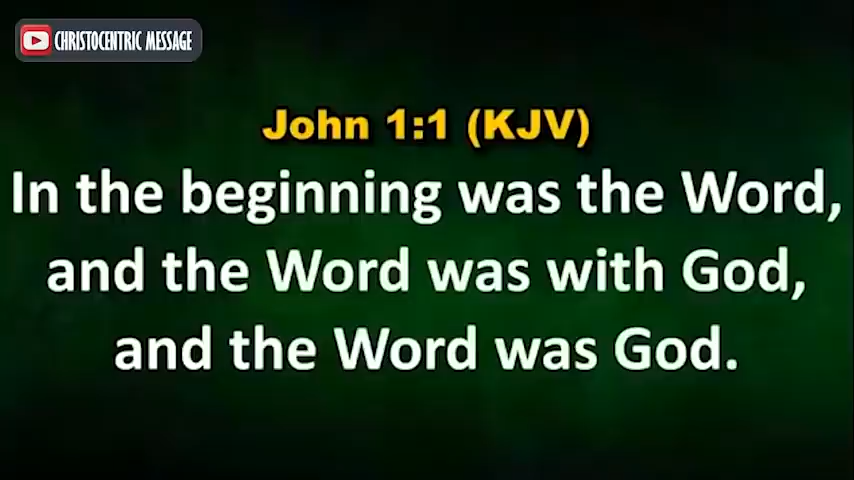 CHRISTOCENTRIC MESSAGE
John 1:1 (KJV)
In the beginning was the Word,
and the Word was with God,
and the Word was God.